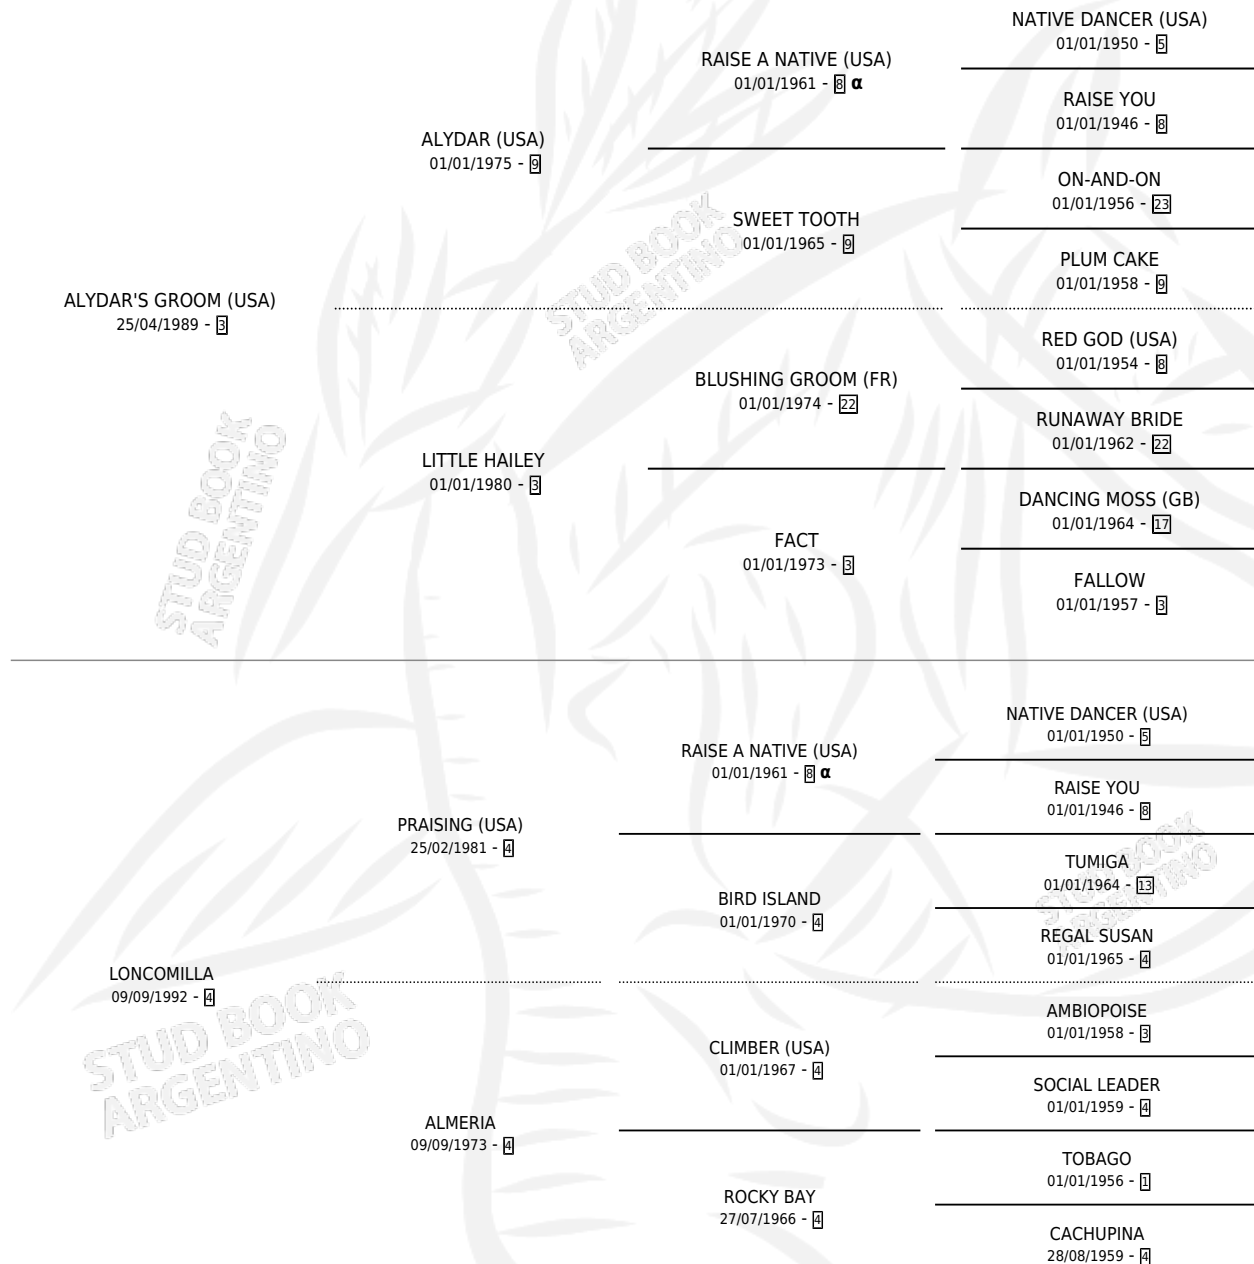 NATIVE DANCER (USA)
01/01/1950 - 5
RAISE A NATIVE (USA)
01/01/1961 - 8 α
RAISE YOU
01/01/1946 - 8
ALYDAR (USA)
01/01/1975 - 9
ON-AND-ON
01/01/1956 - 23
SWEET TOOTH
01/01/1965 - 9
PLUM CAKE
01/01/1958 - 9
ALYDAR'S GROOM (USA)
25/04/1989 - 3
RED GOD (USA)
01/01/1954 - 8
BLUSHING GROOM (FR)
01/01/1974 - 22
RUNAWAY BRIDE
01/01/1962 - 22
LITTLE HAILEY
01/01/1980 - 3
DANCING MOSS (GB)
01/01/1964 - 17
FACT
01/01/1973 - 3
FALLOW
01/01/1957 - 3
NATIVE DANCER (USA)
01/01/1950 - 5
RAISE A NATIVE (USA)
01/01/1961 - 8 α
RAISE YOU
01/01/1946 - 8
PRAISING (USA)
25/02/1981 - 4
TUMIGA
01/01/1964 - 13
BIRD ISLAND
01/01/1970 - 4
REGAL SUSAN
01/01/1965 - 4
LONCOMILLA
09/09/1992 - 4
AMBIOPOISE
01/01/1958 - 3
CLIMBER (USA)
01/01/1967 - 4
SOCIAL LEADER
01/01/1959 - 4
ALMERIA
09/09/1973 - 4
TOBAGO
01/01/1956 - 1
ROCKY BAY
27/07/1966 - 4
CACHUPINA
28/08/1959 - 4
STUD BOOK
ARGENTINO
STUD BOOK
ARGENTINO
STUD BOOK
ARGENTINO
STUD BOOK
ARGENTINO